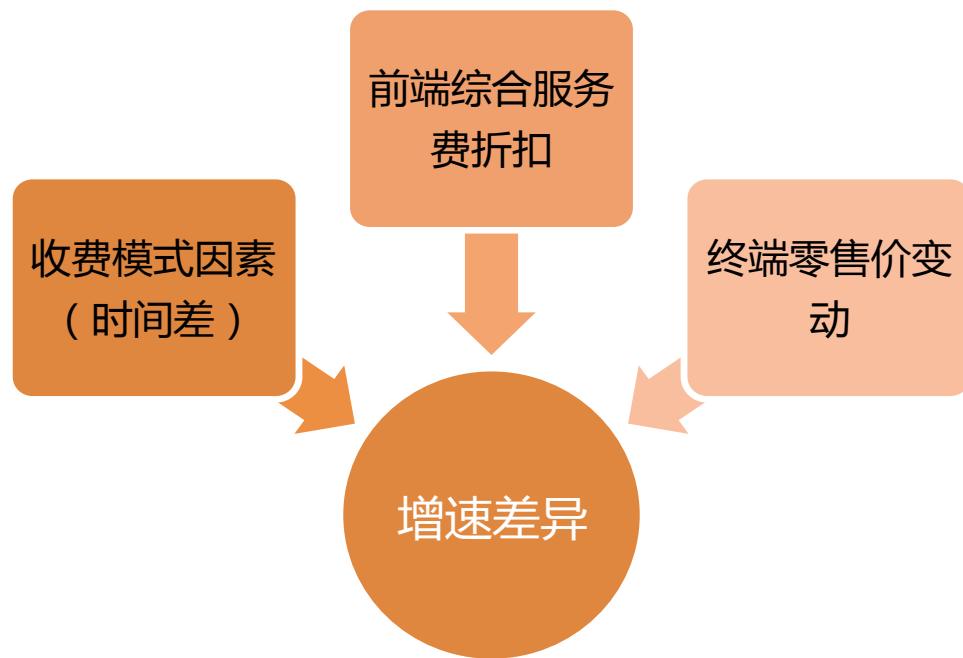 前端综合服务
费折扣
收费模式因素
（时间差）
终端零售价变
动
增速差异